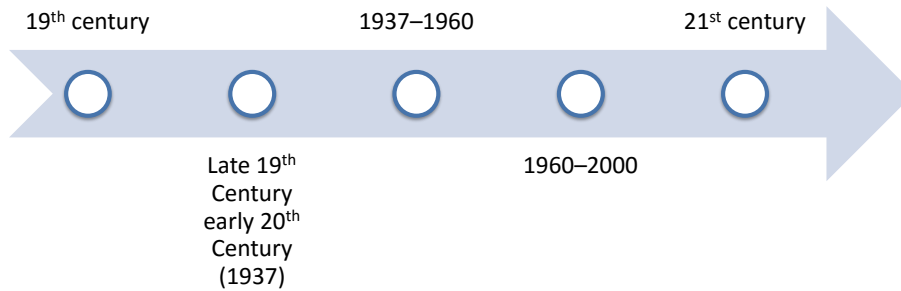 19th century
Late 19th
Century
early 20th
Century
(1937)
1937–1960
1960–2000
21st century